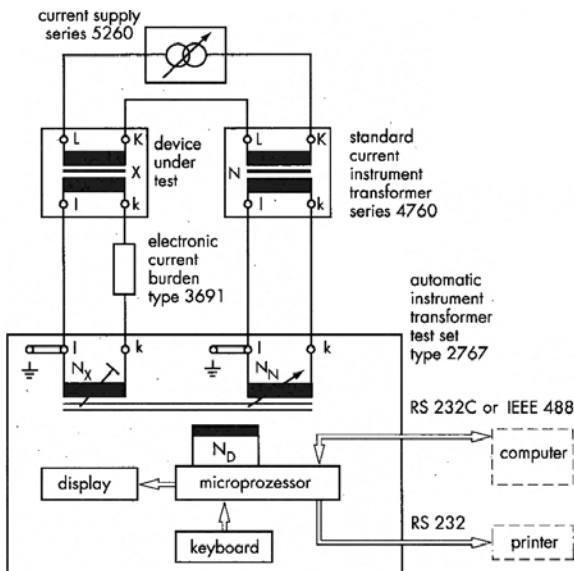 current supply
series 5260
L
K
L
K
device
under
test
X
N
standard
current
instrument
transformer
series 4760
l
k
l
k
electronic
current
burden
type 3691
automatic
instrument
transformer
test set
type 2767
l
k
l
k
N_X
N_N
RS 232C or IEEE 488
N_D
computer
display
microprozessor
RS 232
keyboard
printer